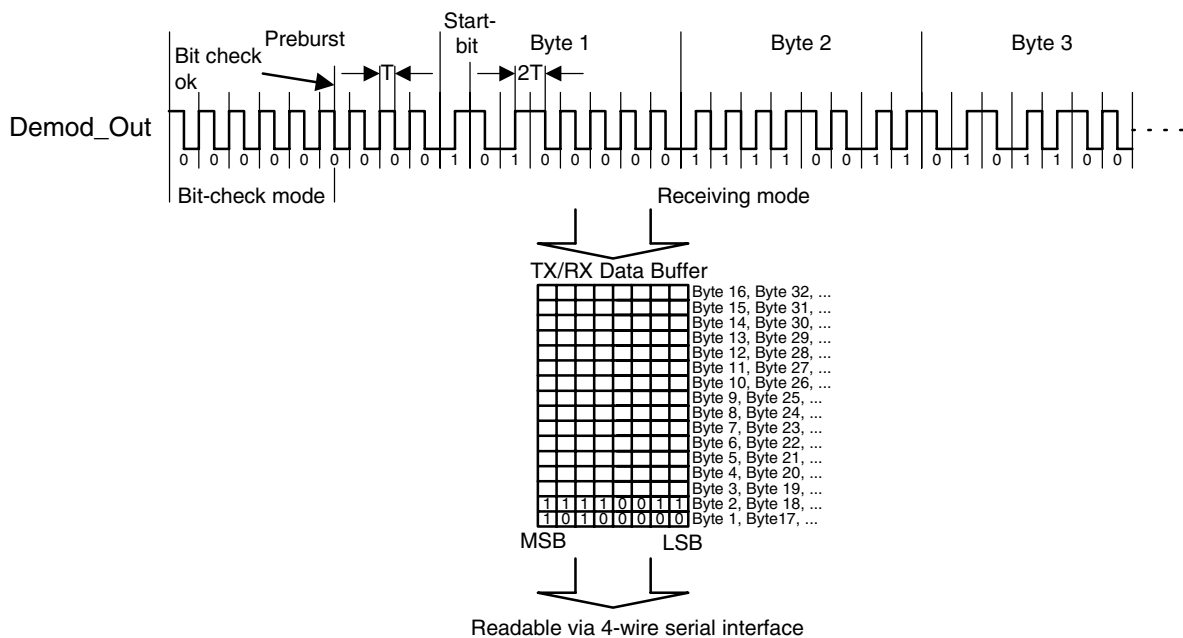 Start-
bit
Preburst
Byte 1
Byte 2
Byte 3
Bit check
ok
T
2T
Demod_Out
0 0 0 0 0 0 0 0 0 1 0 1 0 0 0 0 0 1 1 1 1 0 0 1 1 0 1 0 1 1 0 0
Bit-check mode
Receiving mode
TX/RX Data Buffer
Byte 16, Byte 32, ...
Byte 15, Byte 31, ...
Byte 14, Byte 30, ...
Byte 13, Byte 29, ...
Byte 12, Byte 28, ...
Byte 11, Byte 27, ...
Byte 10, Byte 26, ...
Byte 9, Byte 25, ...
Byte 8, Byte 24, ...
Byte 7, Byte 23, ...
Byte 6, Byte 22, ...
Byte 5, Byte 21, ...
Byte 4, Byte 20, ...
Byte 3, Byte 19, ...
1 1 1 1 0 0 1 1 Byte 2, Byte 18, ...
1 0 1 0 0 0 0 0 Byte 1, Byte17, ...
MSB
LSB
Readable via 4-wire serial interface